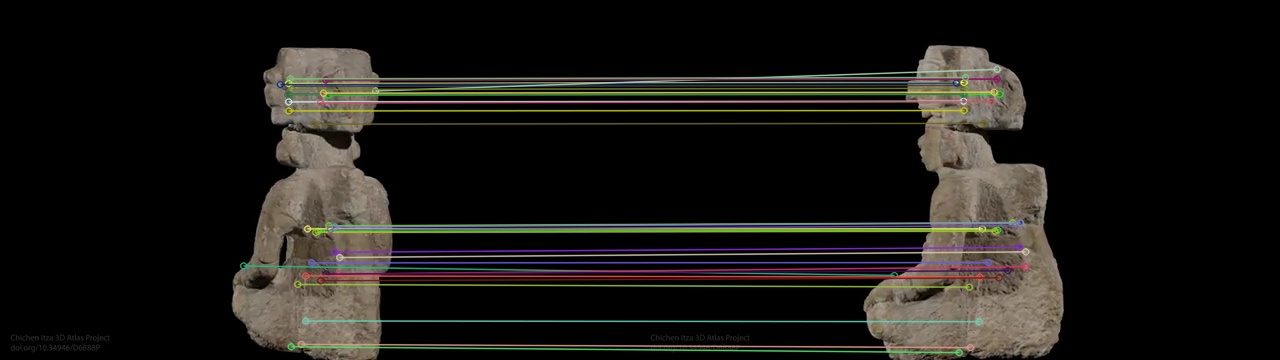 Chichen Itza 3D Atlas Project
doi.org/10.34946/D6888P
Chichen Itza 3D Atlas Project